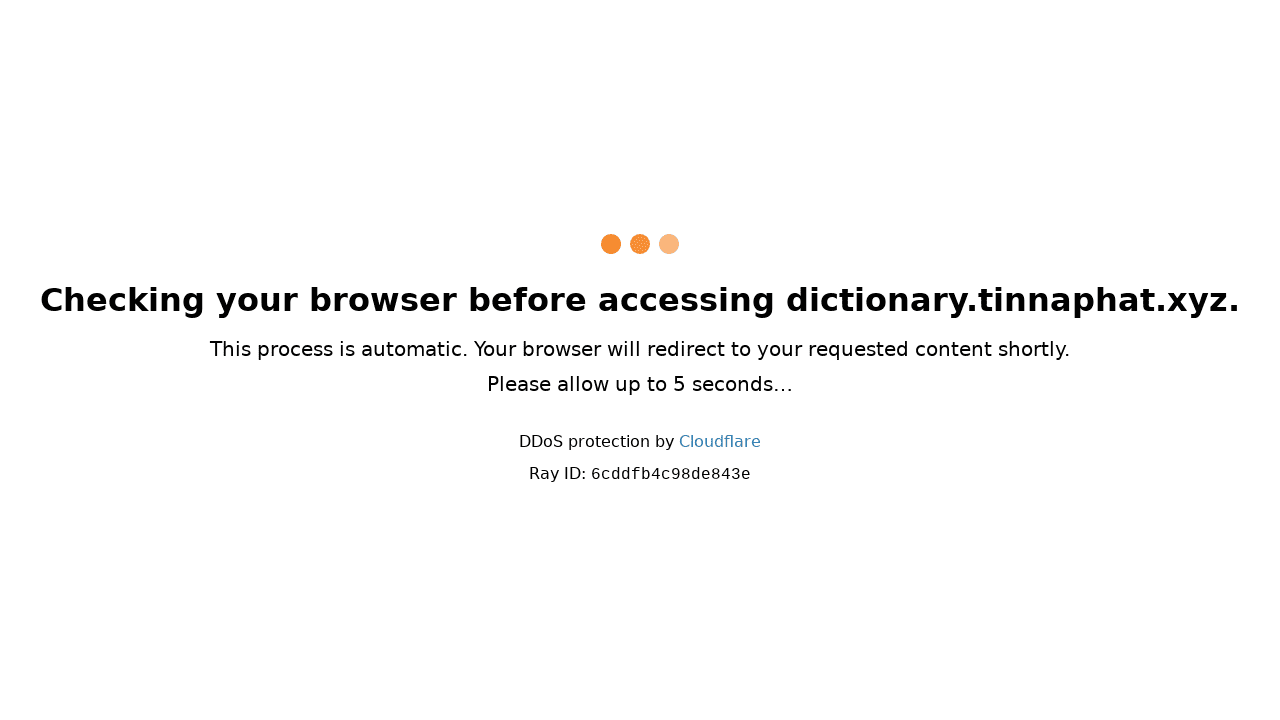 Checking your browser before accessing dictionary.tinnaphat.xyz.
This process is automatic. Your browser will redirect to your requested content shortly.
Please allow up to 5 seconds…
DDoS protection by Cloudflare
Ray ID: 6cddfb4c98de843e